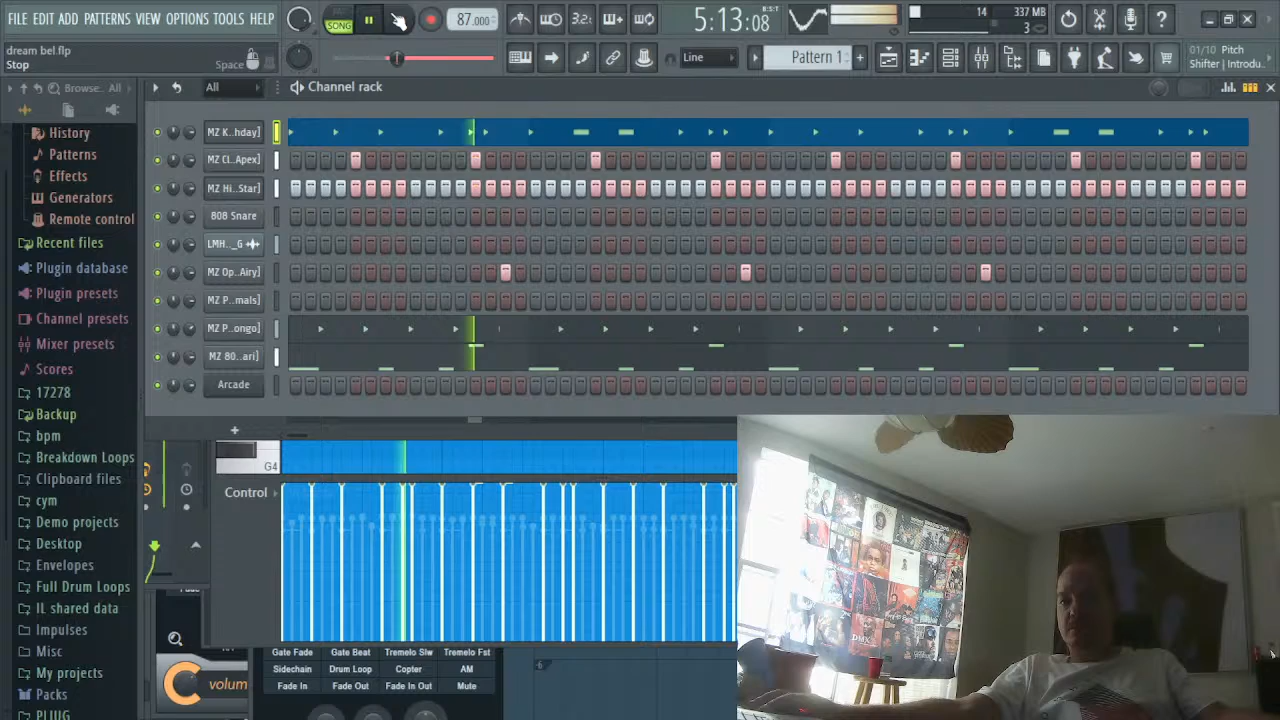 FILE EDIT ADD PATTERNS VIEW OPTIONS TOOLS HELP
dream bel.flp
Stop
Space
SONG
87.000
3.2:
5:13:08
B:S:T
14
337 MB
3
Line
Pattern 1
01/10 Pitch
Shifter | Introdu..
Browse..
All
All
Channel rack
History
Patterns
Effects
Generators
Remote control
Recent files
Plugin database
Plugin presets
Channel presets
Mixer presets
Scores
17278
Backup
bpm
Breakdown Loops
Clipboard files
cym
Demo projects
Desktop
Envelopes
Full Drum Loops
IL shared data
Impulses
Misc
My projects
Packs
PLUG
MZ K..hday]
MZ Cl..Apex]
MZ Hi..Star]
808 Snare
LMH.._G
MZ Op..Airy]
MZ P..mals]
MZ P..ongo]
MZ 80..ari]
Arcade
G4
Control
volum
Gate Fade
Gate Beat
Tremelo Slw
Tremelo Fst
Sidechain
Drum Loop
Copter
AM
Fade In
Fade Out
Fade In Out
Mute
DMX